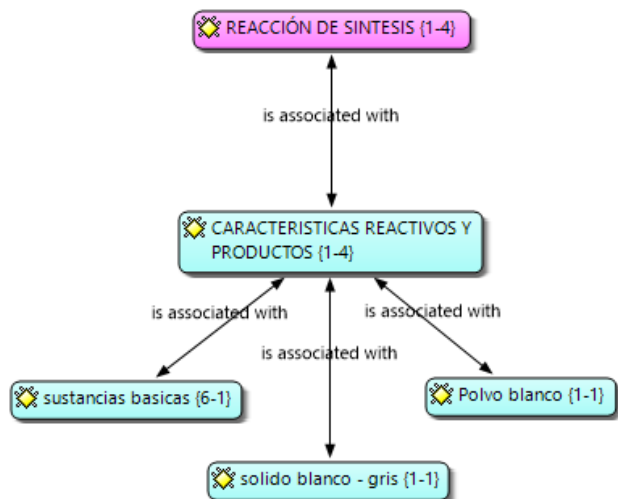 REACCIÓN DE SINTESIS {1-4}
is associated with
CARACTERISTICAS REACTIVOS Y
PRODUCTOS {1-4}
is associated with
is associated with
is associated with
sustancias basicas {6-1}
Polvo blanco {1-1}
solido blanco - gris {1-1}